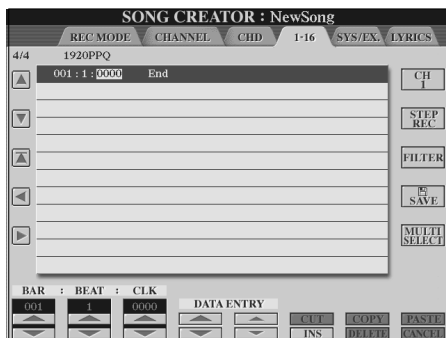 SONG CREATOR : NewSong
REC MODE CHANNEL CHD 1-16 SYS/EX. LYRICS
4/4 1920PPQ
001 : 1 : 0000 End
CH 1
STEP REC
FILTER
SAVE
MULTI SELECT
BAR : BEAT : CLK
001 1 0000 DATA ENTRY
CUT COPY PASTE
INS DELETE CANCEL